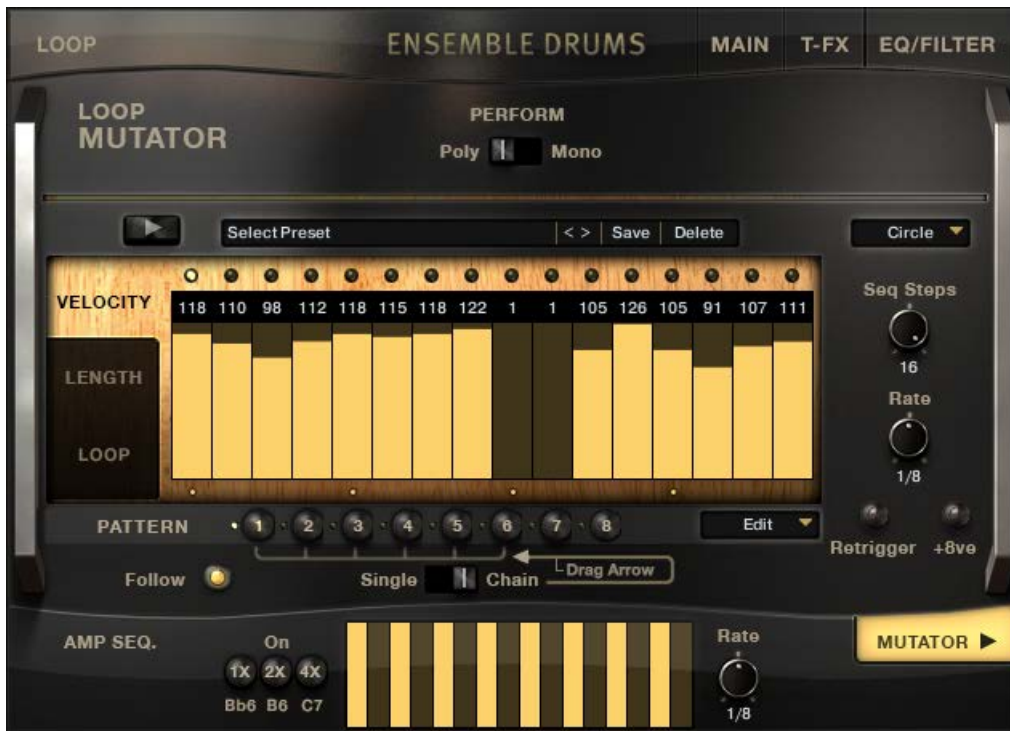 LOOP ENSEMBLE DRUMS MAIN T-FX EQ/FILTER
LOOP
MUTATOR
PERFORM
Poly Mono
Select Preset < > Save Delete Circle
VELOCITY
118 110 98 112 118 115 118 122 1 1 105 126 105 91 107 111
Seq Steps
16
LENGTH
Rate
LOOP
1/8
PATTERN 1 2 3 4 5 6 7 8 Edit
Retrigger +8ve
Follow Single Chain Drag Arrow
AMP SEQ. On Rate MUTATOR
1X 2X 4X
Bb6 B6 C7
1/8